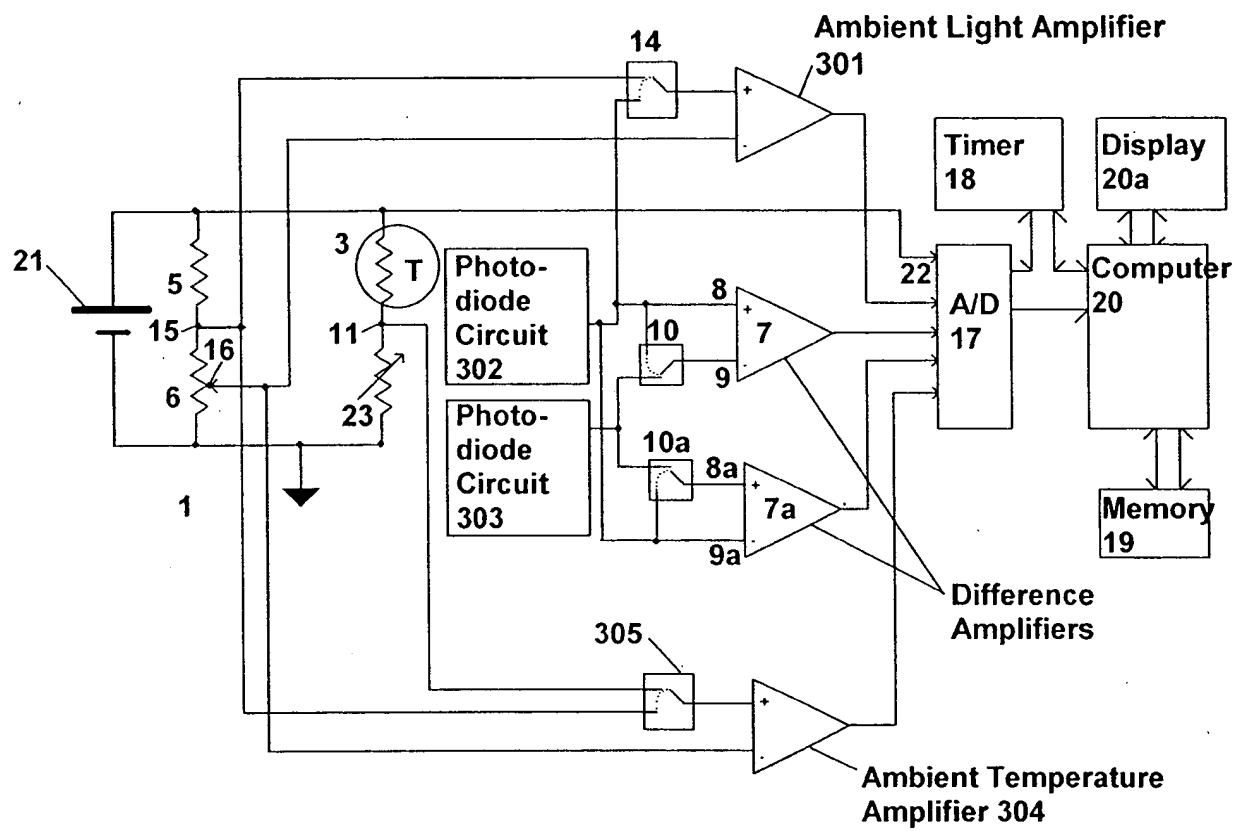 Ambient Light Amplifier
301
14
+
-
Timer
18
Display
20a
21
5
15
16
6
3
T
11
23
1
Photo-
diode
Circuit
302
Photo-
diode
Circuit
303
8
10
9
+
-
7
10a
8a
9a
+
-
7a
22
A/D
17
Computer
20
Memory
19
Difference
Amplifiers
305
+
-
Ambient Temperature
Amplifier 304